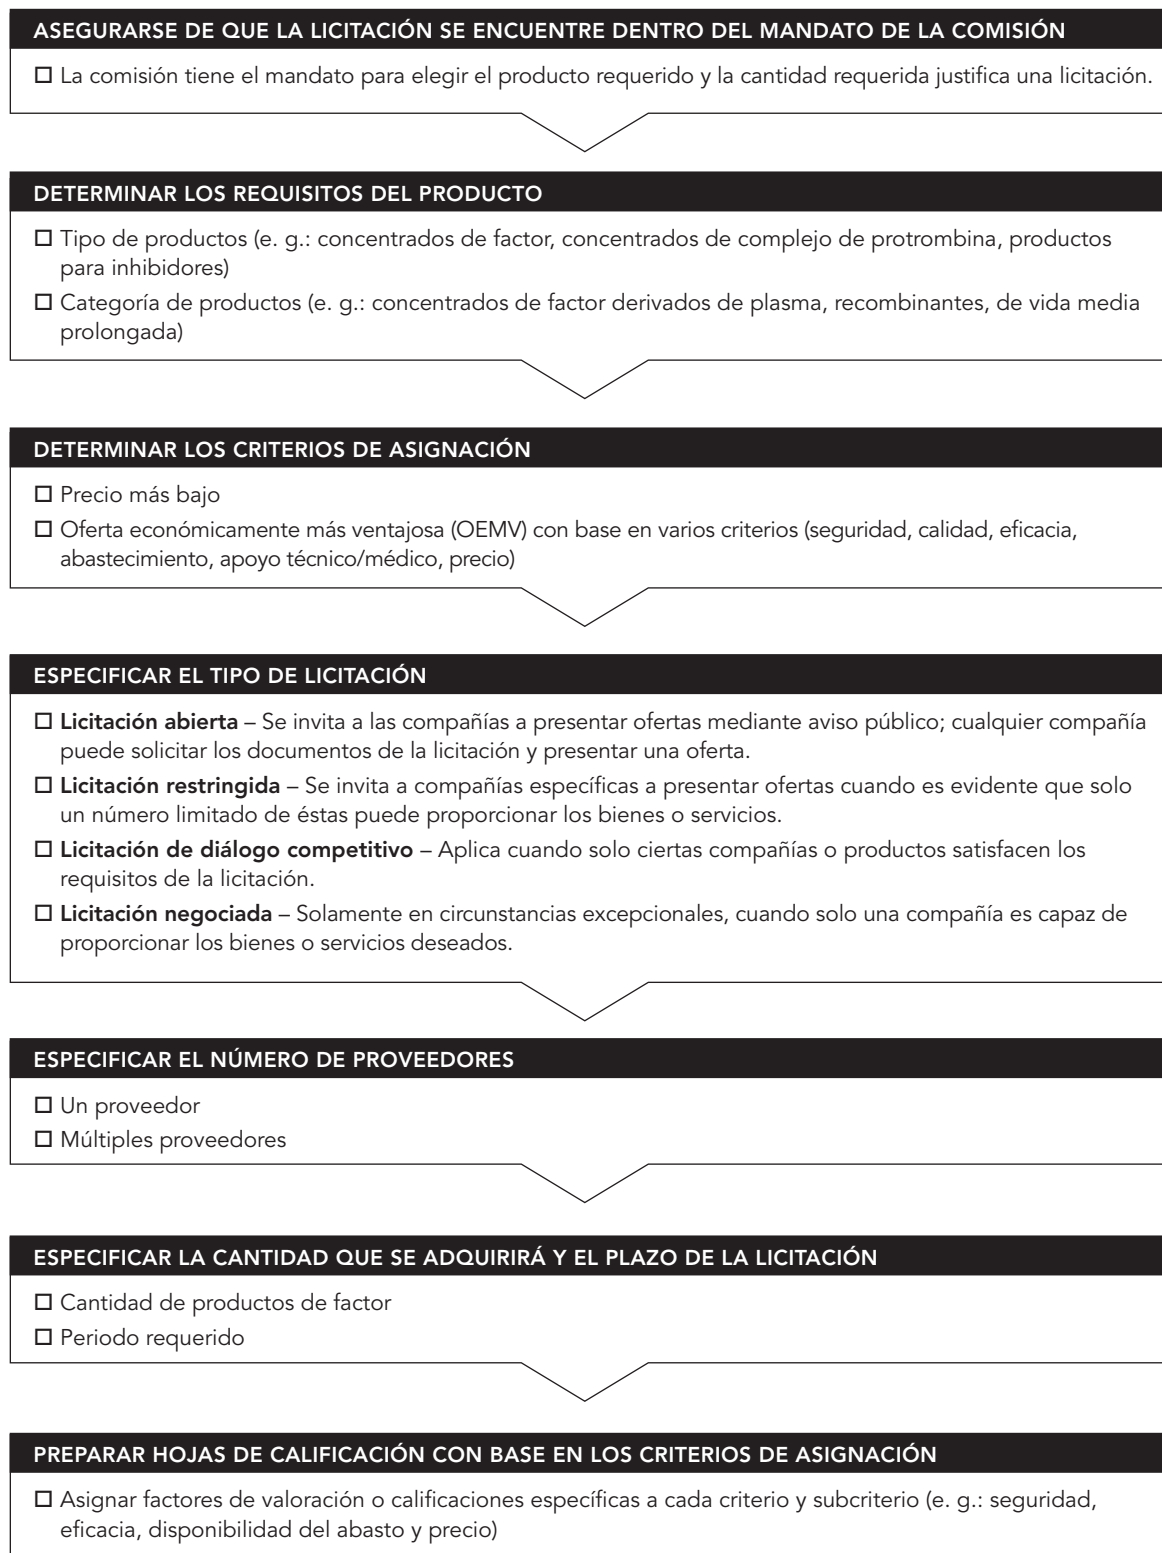 ASEGURARSE DE QUE LA LICITACIÓN SE ENCUENTRE DENTRO DEL MANDATO DE LA COMISIÓN
☐ La comisión tiene el mandato para elegir el producto requerido y la cantidad requerida justifica una licitación.
DETERMINAR LOS REQUISITOS DEL PRODUCTO
☐ Tipo de productos (e. g.: concentrados de factor, concentrados de complejo de protrombina, productos
para inhibidores)
☐ Categoría de productos (e. g.: concentrados de factor derivados de plasma, recombinantes, de vida media
prolongada)
DETERMINAR LOS CRITERIOS DE ASIGNACIÓN
☐ Precio más bajo
☐ Oferta económicamente más ventajosa (OEMV) con base en varios criterios (seguridad, calidad, eficacia,
abastecimiento, apoyo técnico/médico, precio)
ESPECIFICAR EL TIPO DE LICITACIÓN
☐ Licitación abierta – Se invita a las compañías a presentar ofertas mediante aviso público; cualquier compañía
puede solicitar los documentos de la licitación y presentar una oferta.
☐ Licitación restringida – Se invita a compañías específicas a presentar ofertas cuando es evidente que solo
un número limitado de éstas puede proporcionar los bienes o servicios.
☐ Licitación de diálogo competitivo – Aplica cuando solo ciertas compañías o productos satisfacen los
requisitos de la licitación.
☐ Licitación negociada – Solamente en circunstancias excepcionales, cuando solo una compañía es capaz de
proporcionar los bienes o servicios deseados.
ESPECIFICAR EL NÚMERO DE PROVEEDORES
☐ Un proveedor
☐ Múltiples proveedores
ESPECIFICAR LA CANTIDAD QUE SE ADQUIRIRÁ Y EL PLAZO DE LA LICITACIÓN
☐ Cantidad de productos de factor
☐ Periodo requerido
PREPARAR HOJAS DE CALIFICACIÓN CON BASE EN LOS CRITERIOS DE ASIGNACIÓN
☐ Asignar factores de valoración o calificaciones específicas a cada criterio y subcriterio (e. g.: seguridad,
eficacia, disponibilidad del abasto y precio)